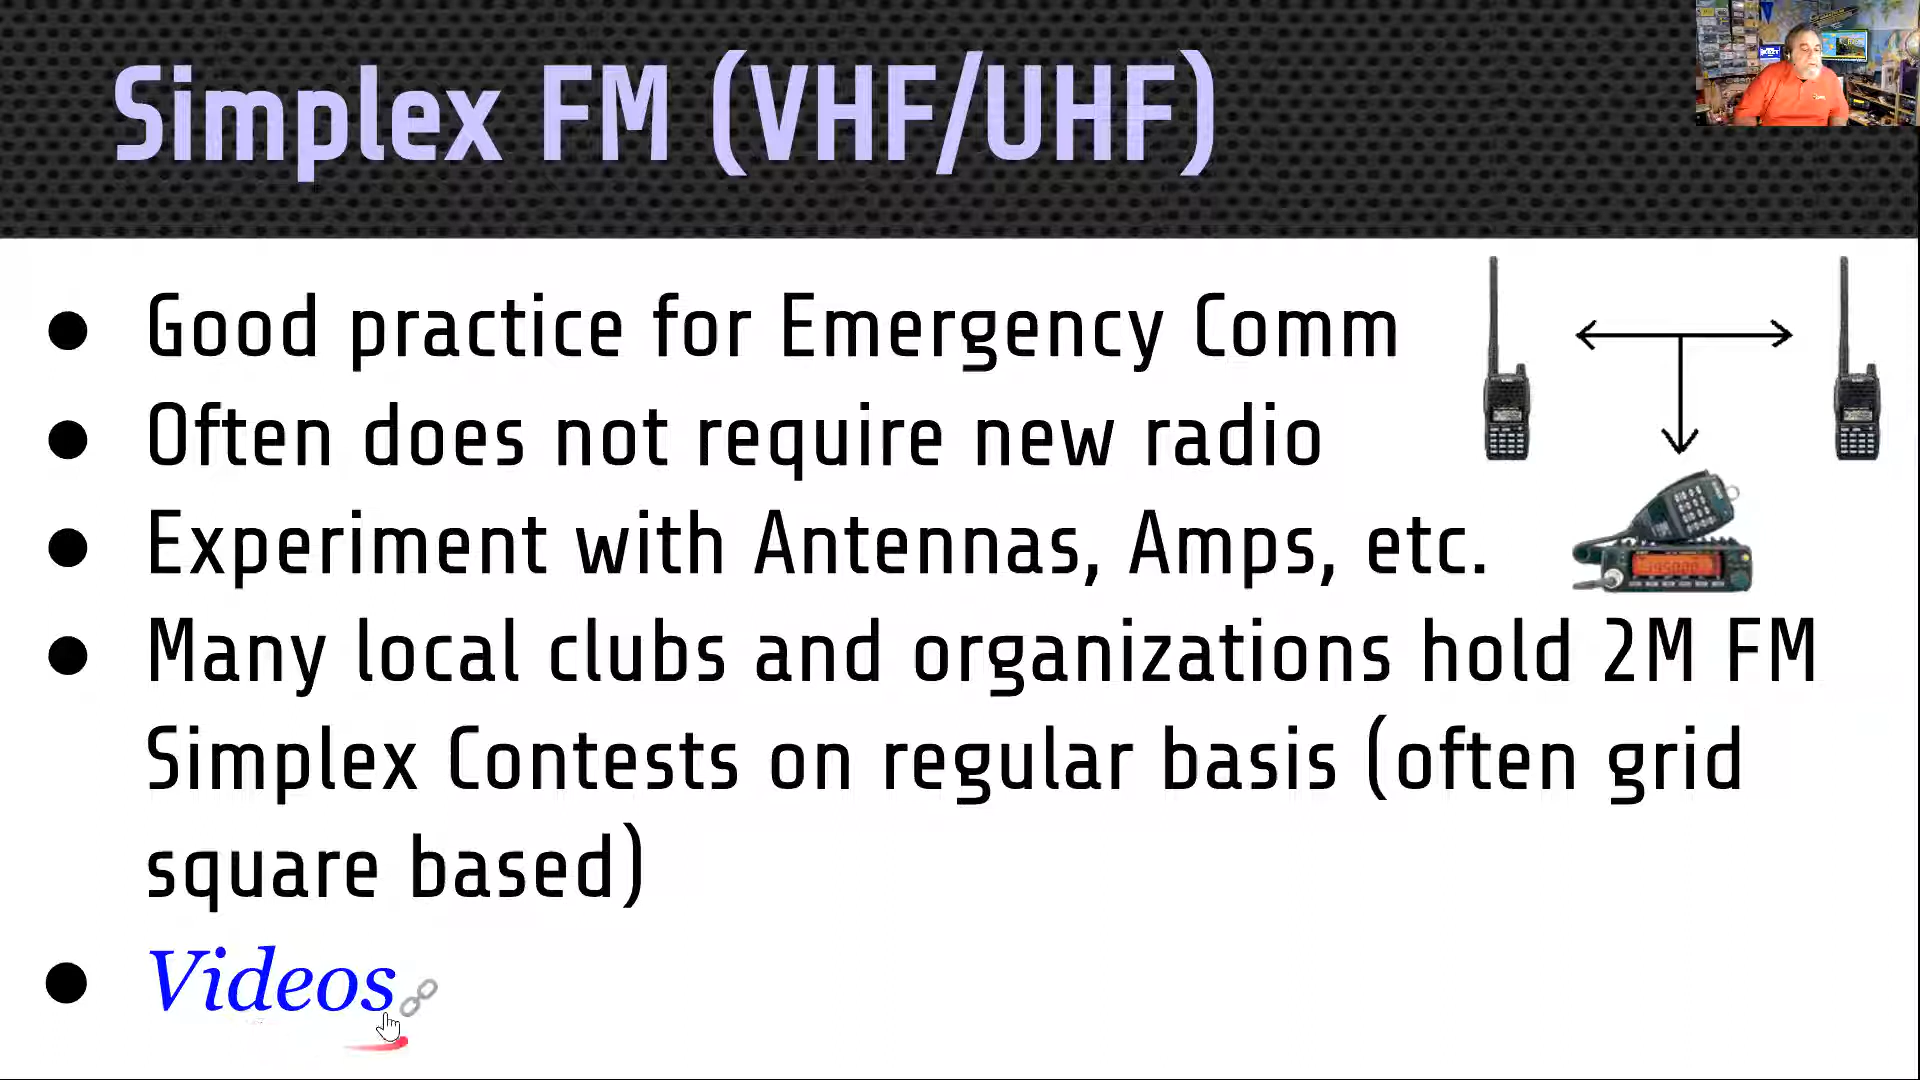 Simplex FM (VHF/UHF)
● Good practice for Emergency Comm
● Often does not require new radio
● Experiment with Antennas, Amps, etc.
● Many local clubs and organizations hold 2M FM
Simplex Contests on regular basis (often grid
square based)
● Videos